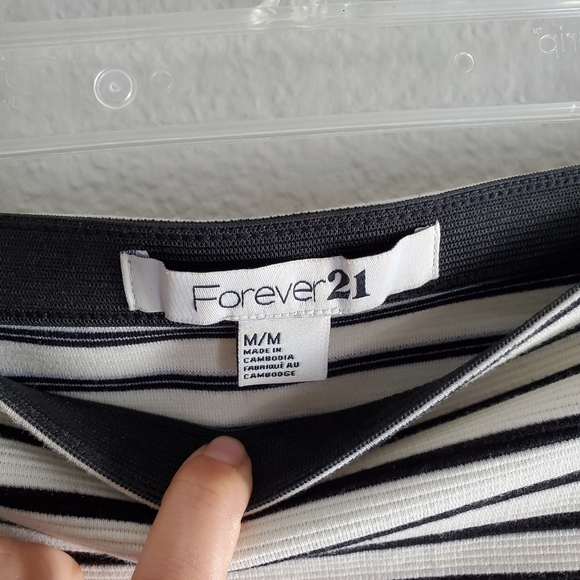 Forever21
M/M
MADE IN
CAMBODIA
FABRIQUÉ AU
CAMBODGE